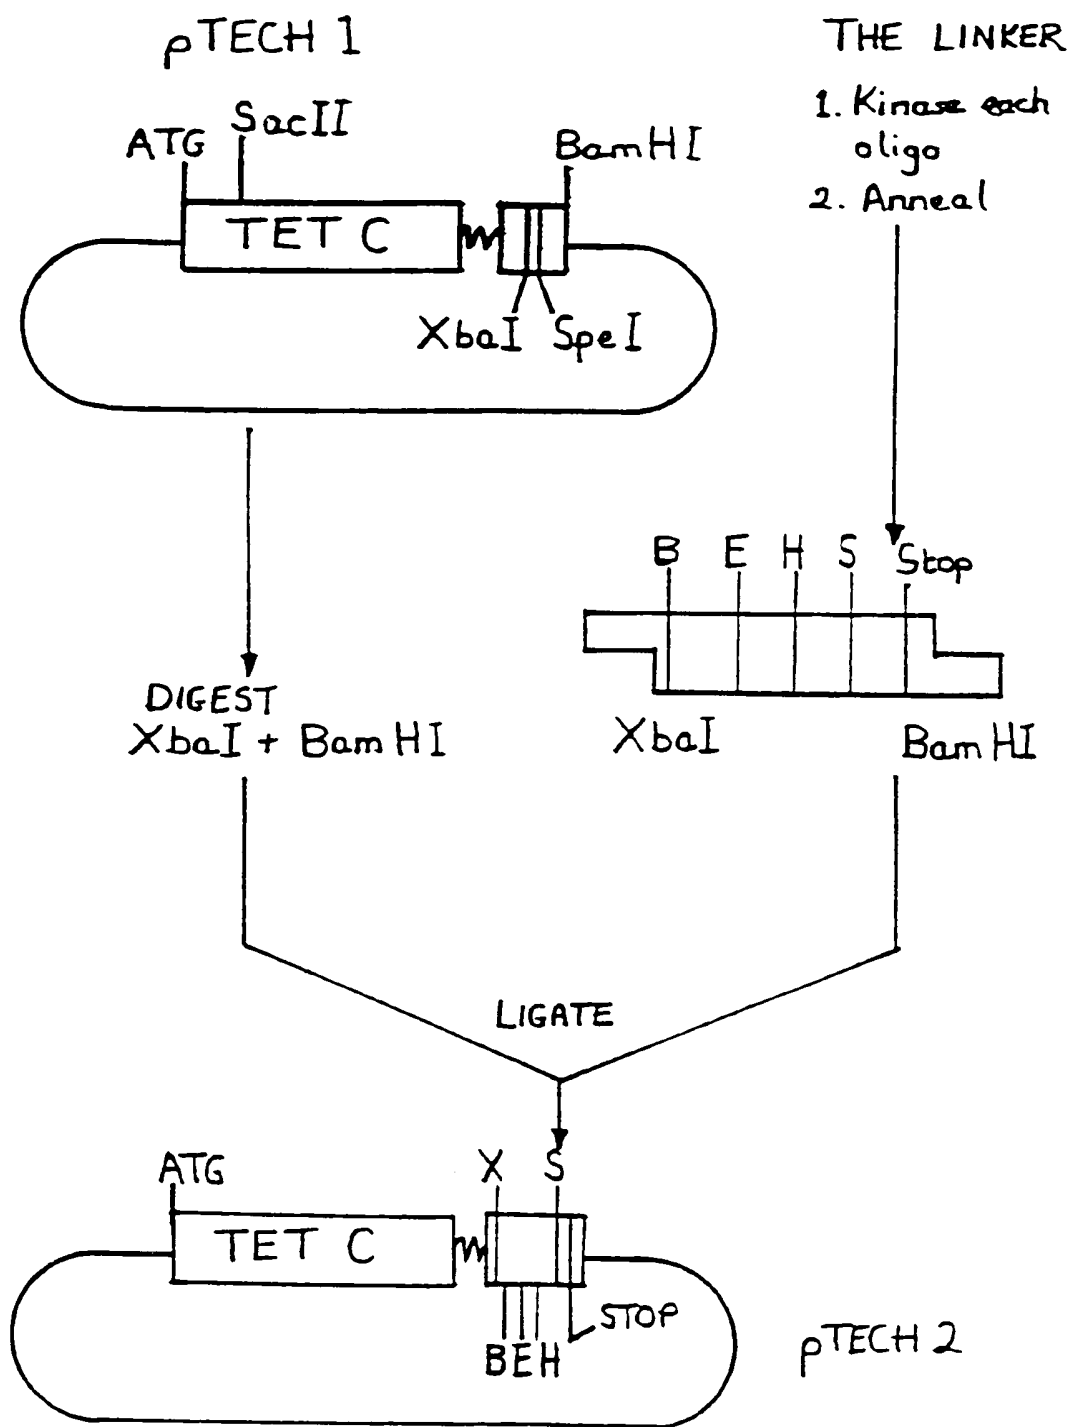 pTECH 1
THE LINKER
1. Kinase each
oligo
2. Anneal
SacII
ATG
BamHI
TET C
XbaI SpeI
B E H S Stop
DIGEST
XbaI + BamHI
XbaI
BamHI
LIGATE
ATG
X S
TET C
STOP
BEH
pTECH 2